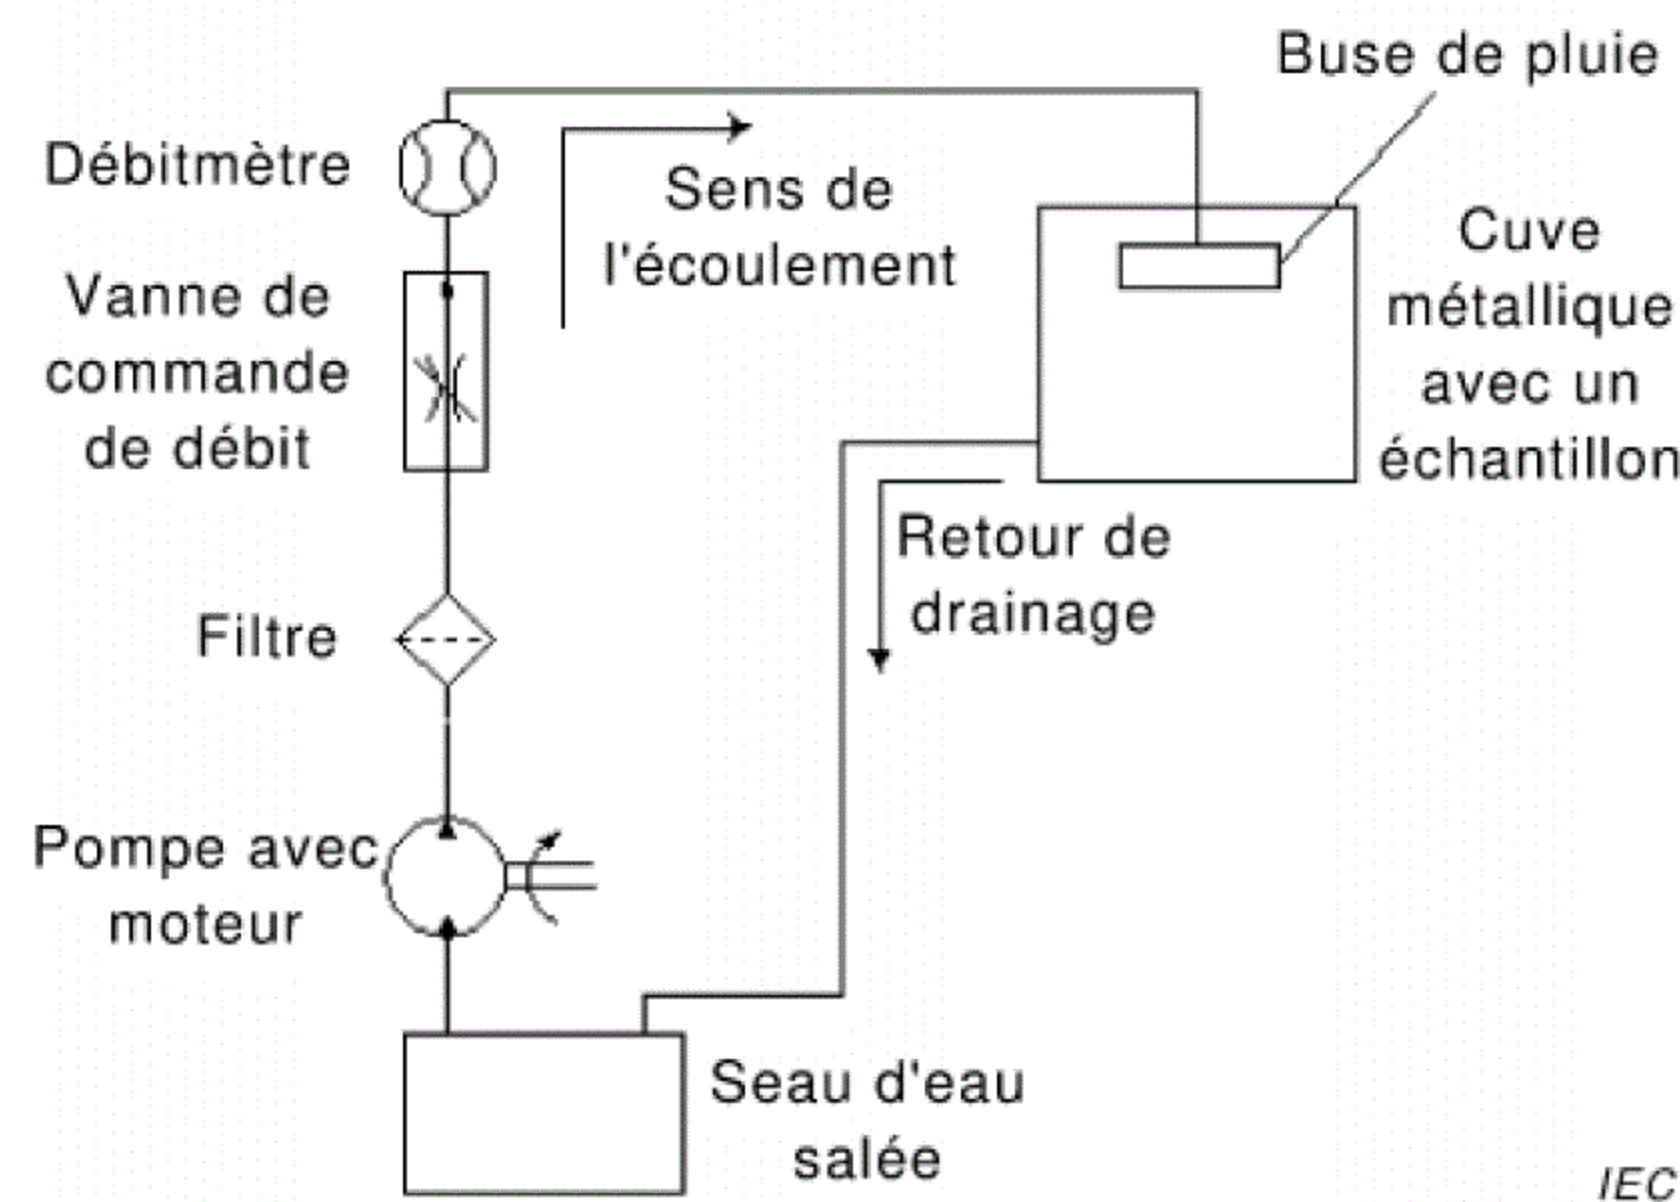 Buse de pluie
Débitmètre
Sens de
l'écoulement
Cuve
métallique
avec un
échantillon
Vanne de
commande
de débit
Retour de
drainage
Filtre
Pompe avec
moteur
Seau d'eau
salée
IEC